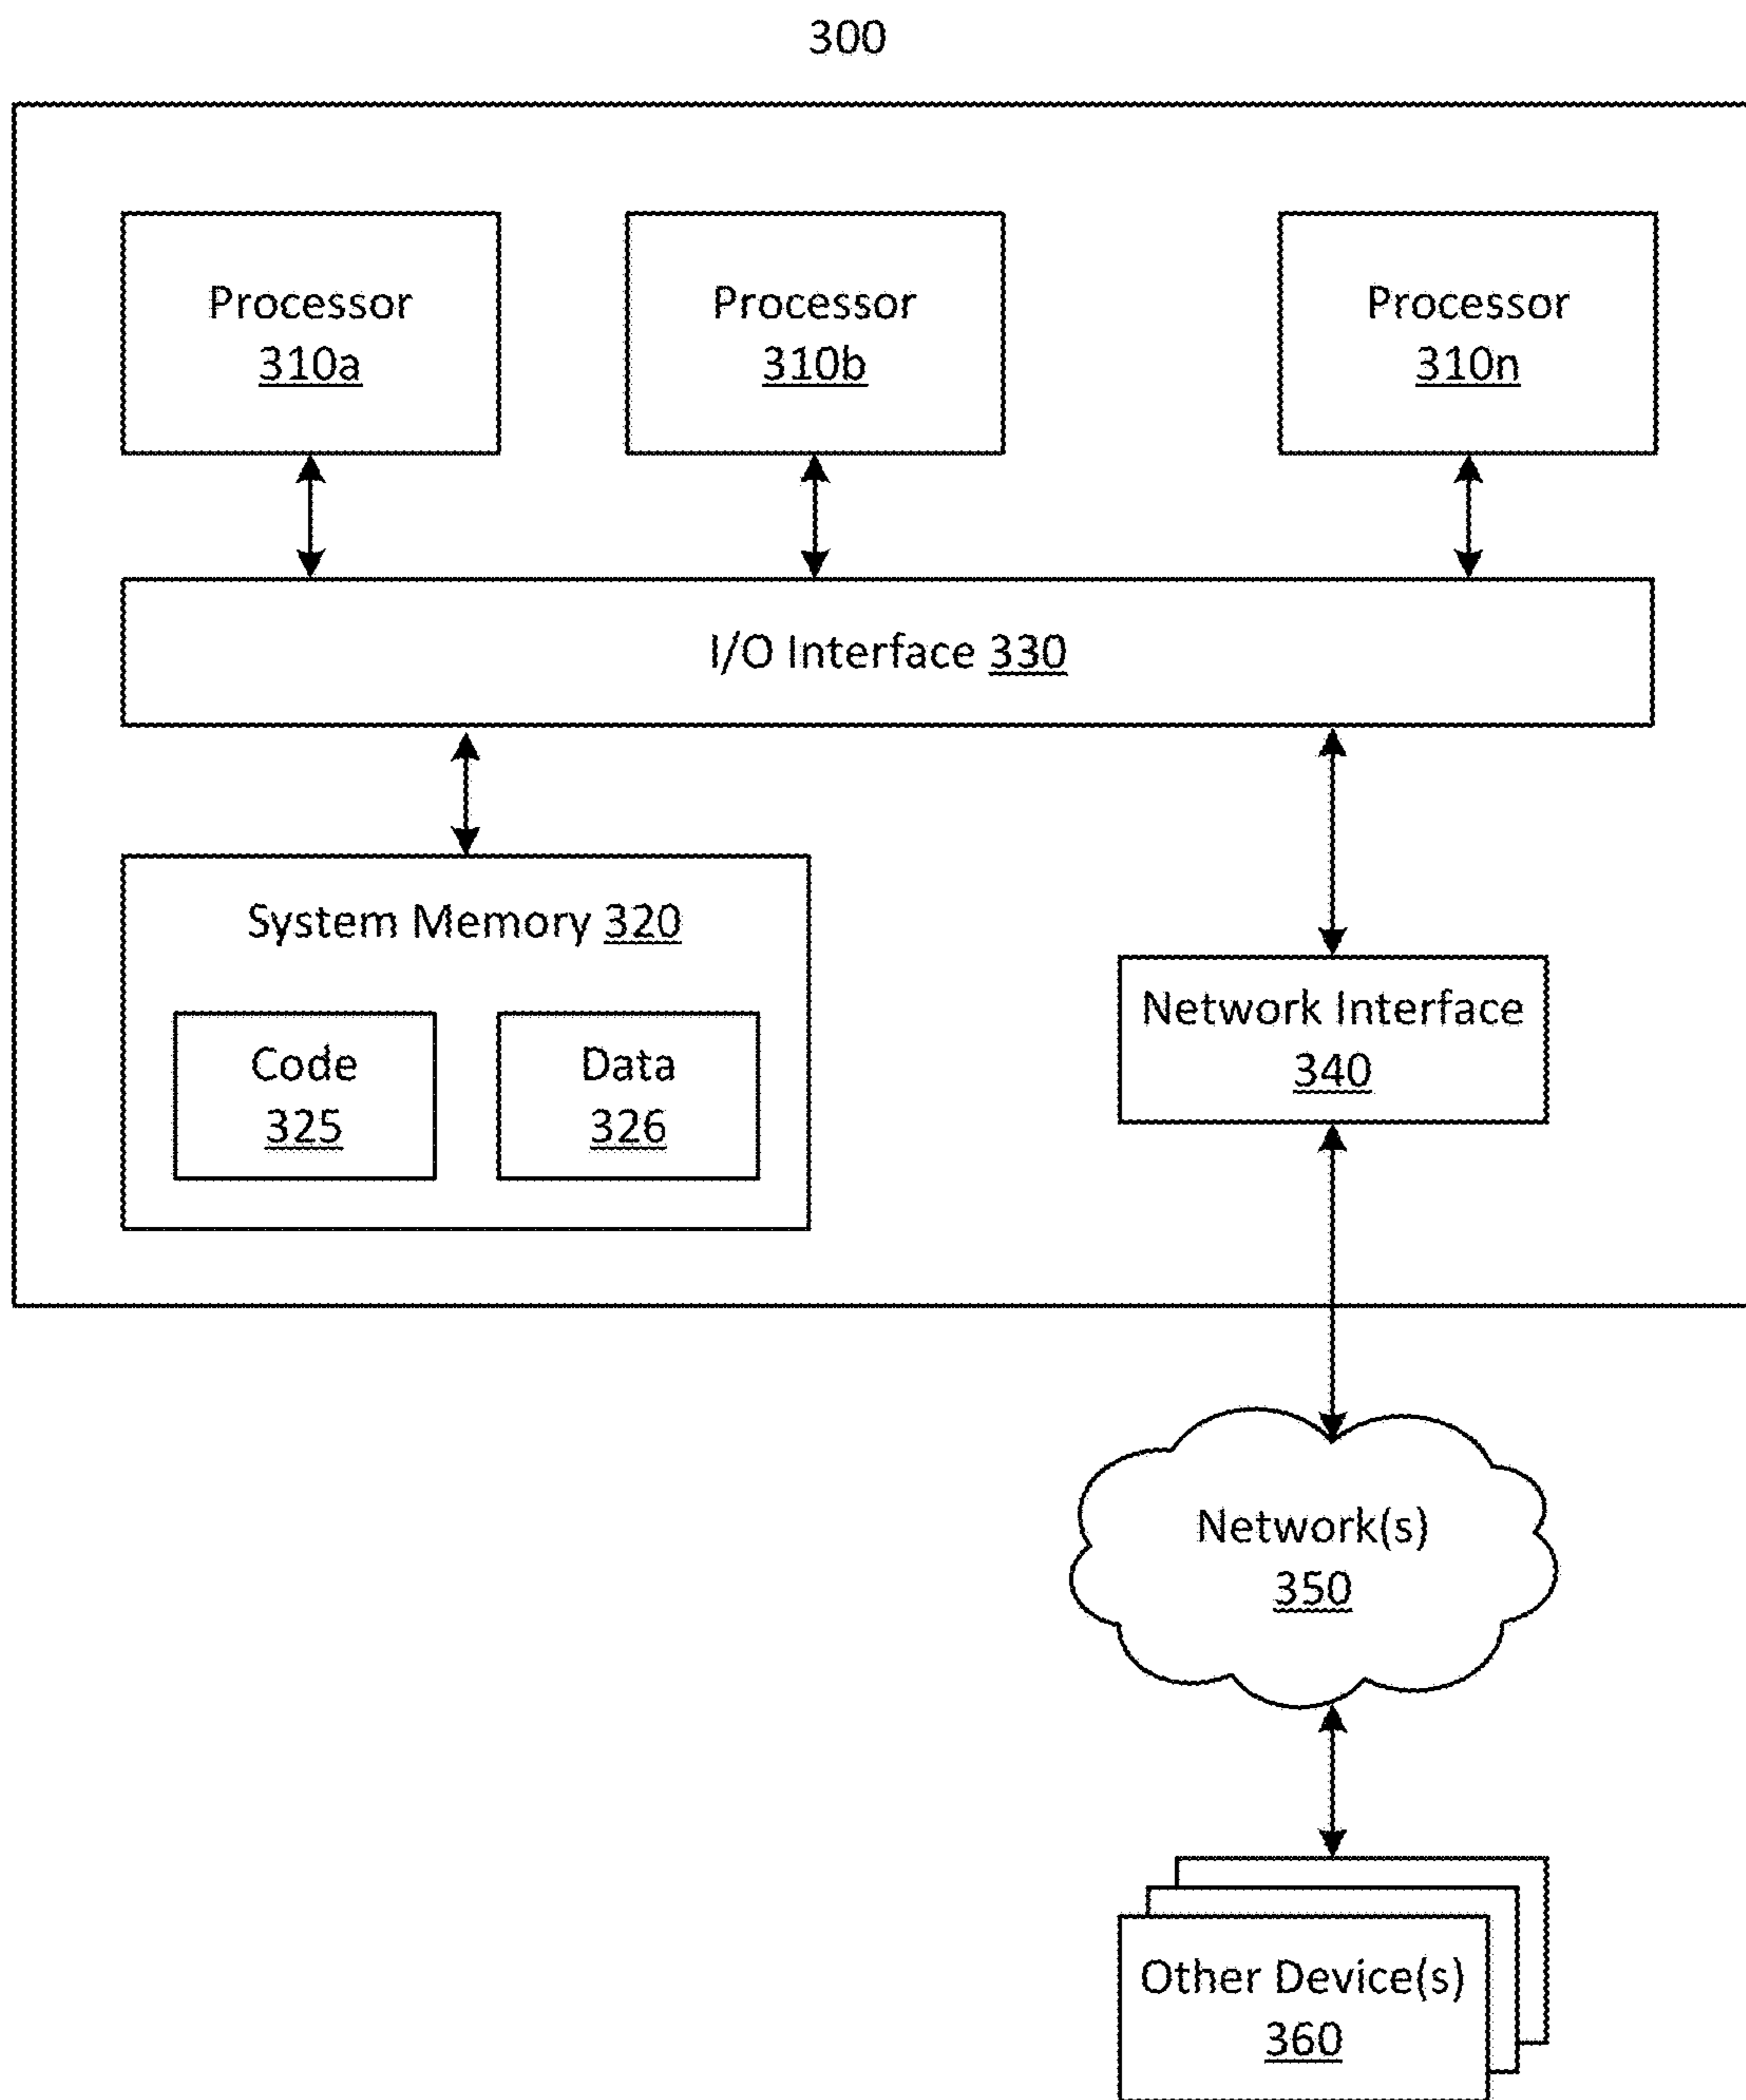 300
Processor
310a
Processor
310b
Processor
310n
I/O Interface 330
System Memory 320
Code
325
Data
326
Network Interface
340
Network(s)
350
Other Device(s)
360